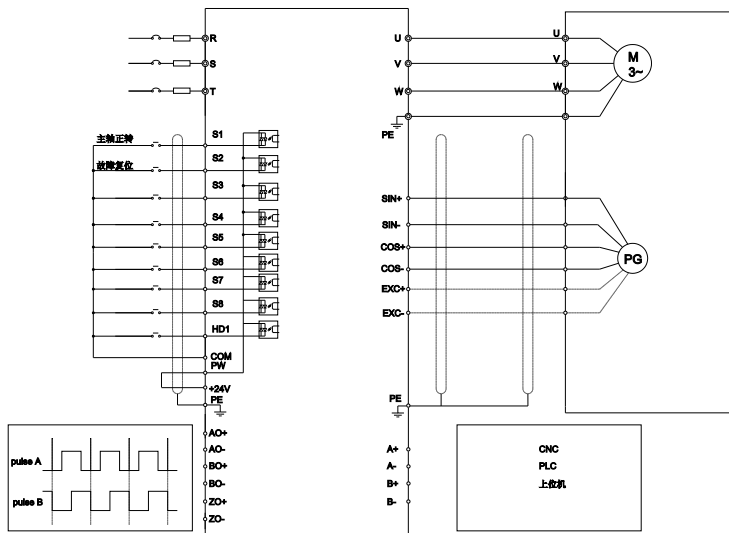 R
S
T
U
V
W
PE
U
V
W
M
3~
主轴正转
故障复位
S1
S2
S3
S4
S5
S6
S7
S8
HD1
COM
PW
+24V
PE
SIN+
SIN-
COS+
COS-
EXC+
EXC-
PE
PG
AO+
AO-
BO+
BO-
ZO+
ZO-
A+
A-
B+
B-
pulse A
pulse B
CNC
PLC
上位机